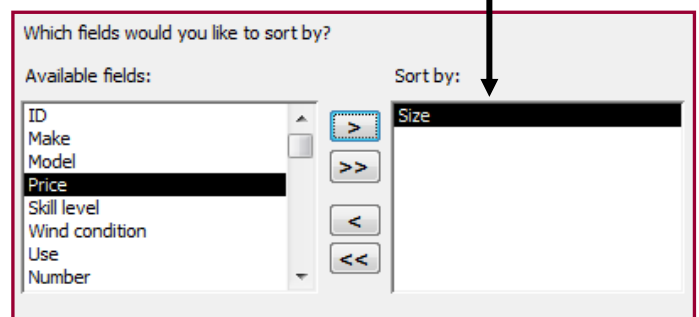 Which fields would you like to sort by?
Available fields:
Sort by:
ID
Make
Model
Price
Skill level
Wind condition
Use
Number
>
>>
<
<<
Size